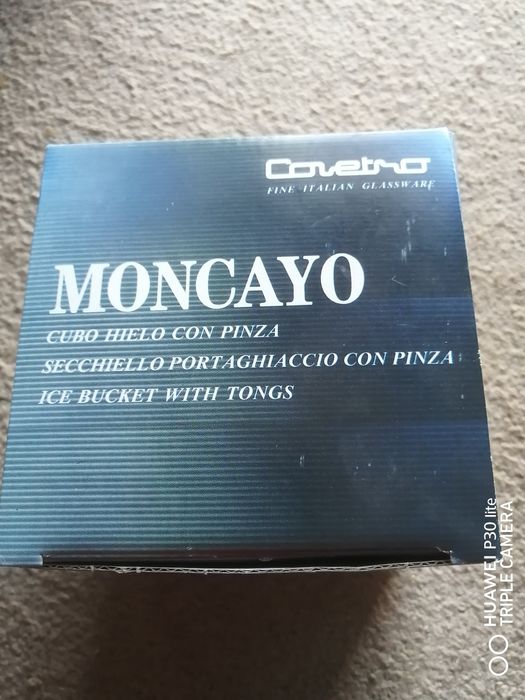 Covetro
FINE ITALIAN GLASSWARE
MONCAYO
CUBO HIELO CON PINZA
SECCHIELLO PORTAGHIACCIO CON PINZA
ICE BUCKET WITH TONGS
HUAWEI P30 lite
TRIPLE CAMERA